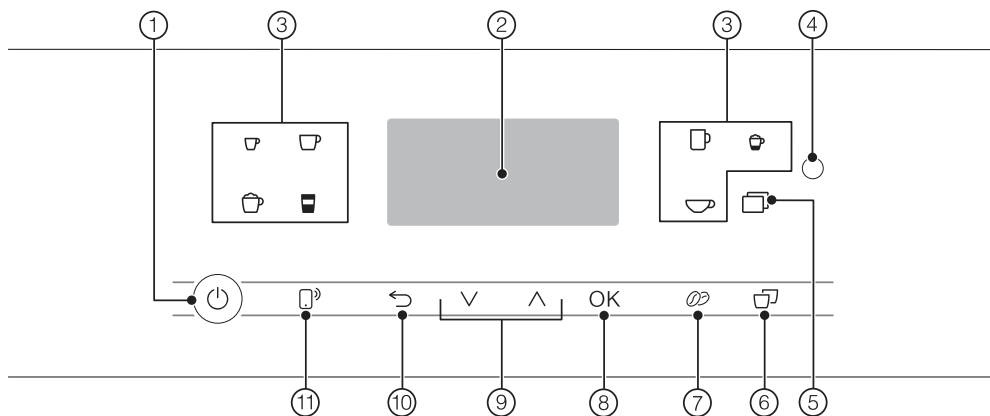 ① ③ ② ③ ④
OK
⑪ ⑩ ⑨ ⑧ ⑦ ⑥ ⑤